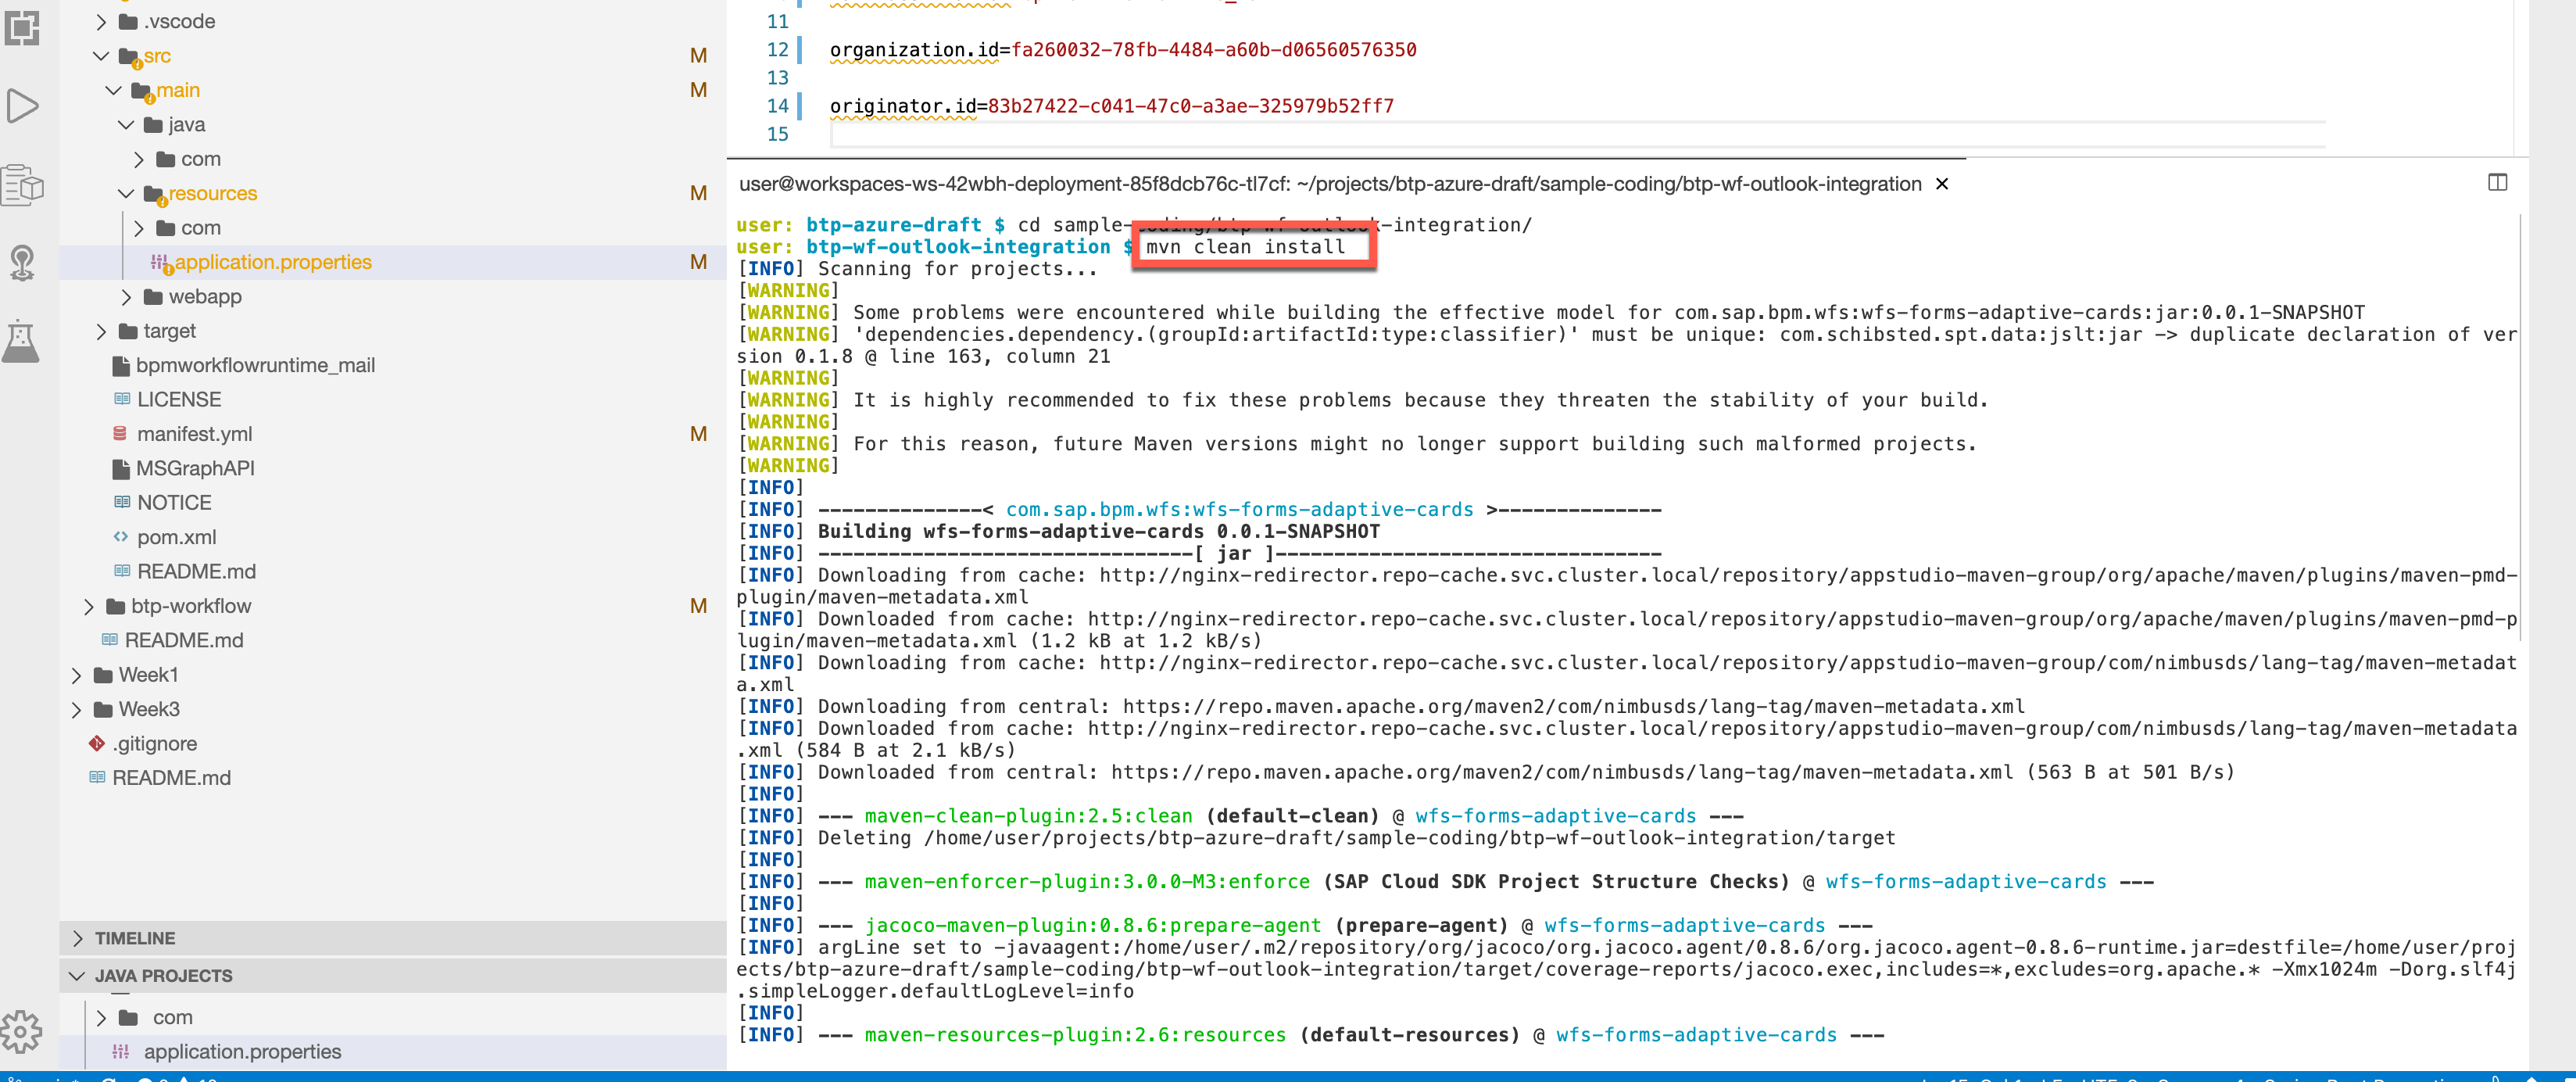 .vscode
src M
main M
java
com
resources M
com
application.properties M
webapp
target
bpmworkflowruntime_mail
LICENSE
manifest.yml M
MSGraphAPI
NOTICE
pom.xml
README.md
btp-workflow M
README.md
Week1
Week3
.gitignore
README.md
TIMELINE
JAVA PROJECTS
com
application.properties
11
12 organization.id=fa260032-78fb-4484-a60b-d06560576350
13
14 originator.id=83b27422-c041-47c0-a3ae-325979b52ff7
15
user@workspaces-ws-42wbh-deployment-85f8dcb76c-tl7cf: ~/projects/btp-azure-draft/sample-coding/btp-wf-outlook-integration ×
user: btp-azure-draft $ cd sample-coding/btp-wf-outlook-integration/
user: btp-wf-outlook-integration $ mvn clean install
[INFO] Scanning for projects...
[WARNING]
[WARNING] Some problems were encountered while building the effective model for com.sap.bpm.wfs:wfs-forms-adaptive-cards:jar:0.0.1-SNAPSHOT
[WARNING] 'dependencies.dependency.(groupId:artifactId:type:classifier)' must be unique: com.schibsted.spt.data:jslt:jar -> duplicate declaration of ver
sion 0.1.8 @ line 163, column 21
[WARNING]
[WARNING] It is highly recommended to fix these problems because they threaten the stability of your build.
[WARNING]
[WARNING] For this reason, future Maven versions might no longer support building such malformed projects.
[WARNING]
[INFO]
[INFO] --------------< com.sap.bpm.wfs:wfs-forms-adaptive-cards >--------------
[INFO] Building wfs-forms-adaptive-cards 0.0.1-SNAPSHOT
[INFO] --------------------------------[ jar ]---------------------------------
[INFO] Downloading from cache: http://nginx-redirector.repo-cache.svc.cluster.local/repository/appstudio-maven-group/org/apache/maven/plugins/maven-pmd-
plugin/maven-metadata.xml
[INFO] Downloaded from cache: http://nginx-redirector.repo-cache.svc.cluster.local/repository/appstudio-maven-group/org/apache/maven/plugins/maven-pmd-p
lugin/maven-metadata.xml (1.2 kB at 1.2 kB/s)
[INFO] Downloading from cache: http://nginx-redirector.repo-cache.svc.cluster.local/repository/appstudio-maven-group/com/nimbusds/lang-tag/maven-metadat
a.xml
[INFO] Downloading from central: https://repo.maven.apache.org/maven2/com/nimbusds/lang-tag/maven-metadata.xml
[INFO] Downloaded from cache: http://nginx-redirector.repo-cache.svc.cluster.local/repository/appstudio-maven-group/com/nimbusds/lang-tag/maven-metadata
.xml (584 B at 2.1 kB/s)
[INFO] Downloaded from central: https://repo.maven.apache.org/maven2/com/nimbusds/lang-tag/maven-metadata.xml (563 B at 501 B/s)
[INFO]
[INFO] --- maven-clean-plugin:2.5:clean (default-clean) @ wfs-forms-adaptive-cards ---
[INFO] Deleting /home/user/projects/btp-azure-draft/sample-coding/btp-wf-outlook-integration/target
[INFO]
[INFO] --- maven-enforcer-plugin:3.0.0-M3:enforce (SAP Cloud SDK Project Structure Checks) @ wfs-forms-adaptive-cards ---
[INFO]
[INFO] --- jacoco-maven-plugin:0.8.6:prepare-agent (prepare-agent) @ wfs-forms-adaptive-cards ---
[INFO] argLine set to -javaagent:/home/user/.m2/repository/org/jacoco/org.jacoco.agent/0.8.6/org.jacoco.agent-0.8.6-runtime.jar=destfile=/home/user/proj
ects/btp-azure-draft/sample-coding/btp-wf-outlook-integration/target/coverage-reports/jacoco.exec,includes=*,excludes=org.apache.* -Xmx1024m -Dorg.slf4j
.simpleLogger.defaultLogLevel=info
[INFO]
[INFO] --- maven-resources-plugin:2.6:resources (default-resources) @ wfs-forms-adaptive-cards ---